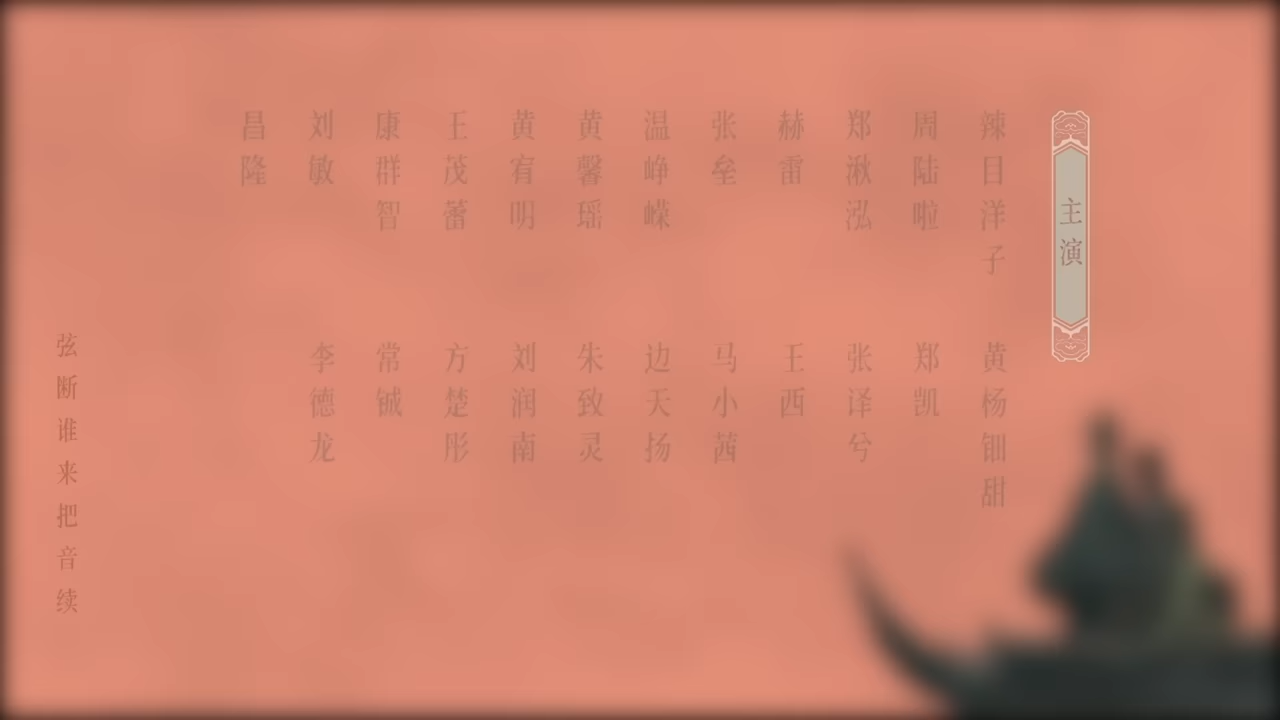 主演
辣目洋子
周陆啦
郑湫泓
赫雷
张垒
温峥嵘
黄馨瑶
黄宥明
王茂蕾
康群智
刘敏
昌隆
黄杨钿甜
郑凯
张译兮
王西
马小茜
边天扬
朱致灵
刘润南
方楚彤
常铖
李德龙
弦断谁来把音续